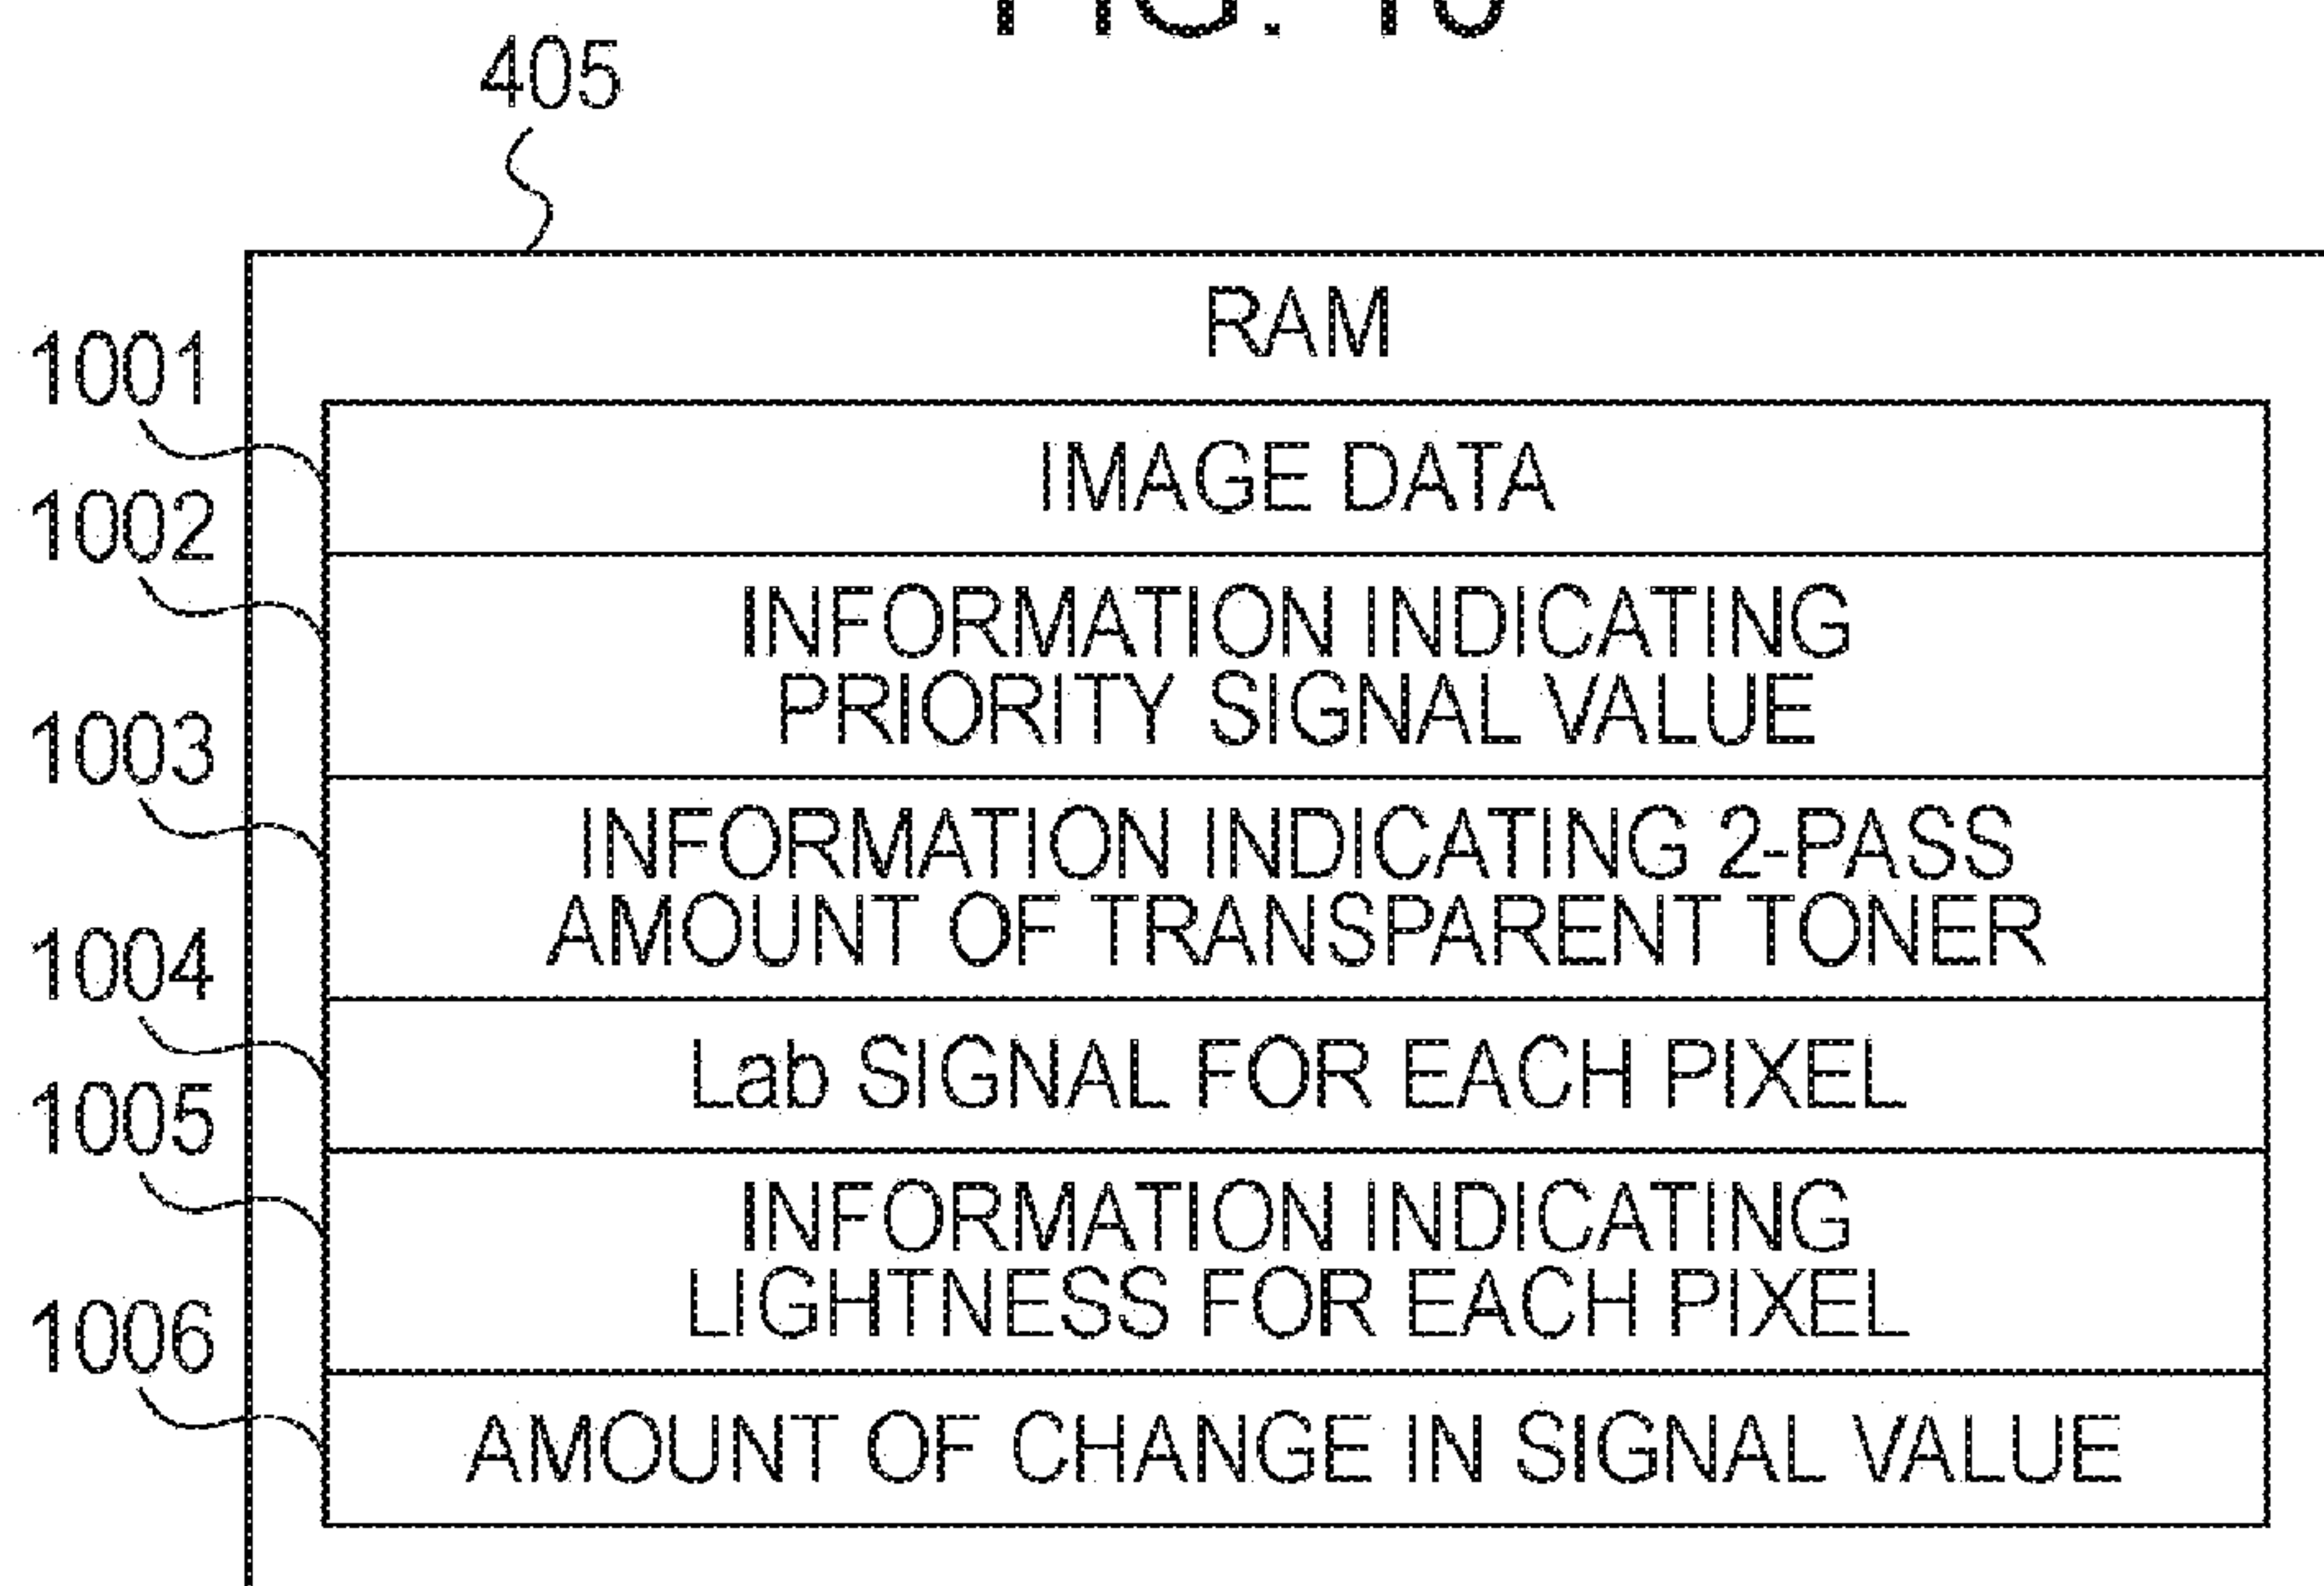 FIG. 10
405
RAM
1001
IMAGE DATA
1002
INFORMATION INDICATING
PRIORITY SIGNAL VALUE
1003
INFORMATION INDICATING 2-PASS
AMOUNT OF TRANSPARENT TONER
1004
Lab SIGNAL FOR EACH PIXEL
1005
INFORMATION INDICATING
LIGHTNESS FOR EACH PIXEL
1006
AMOUNT OF CHANGE IN SIGNAL VALUE